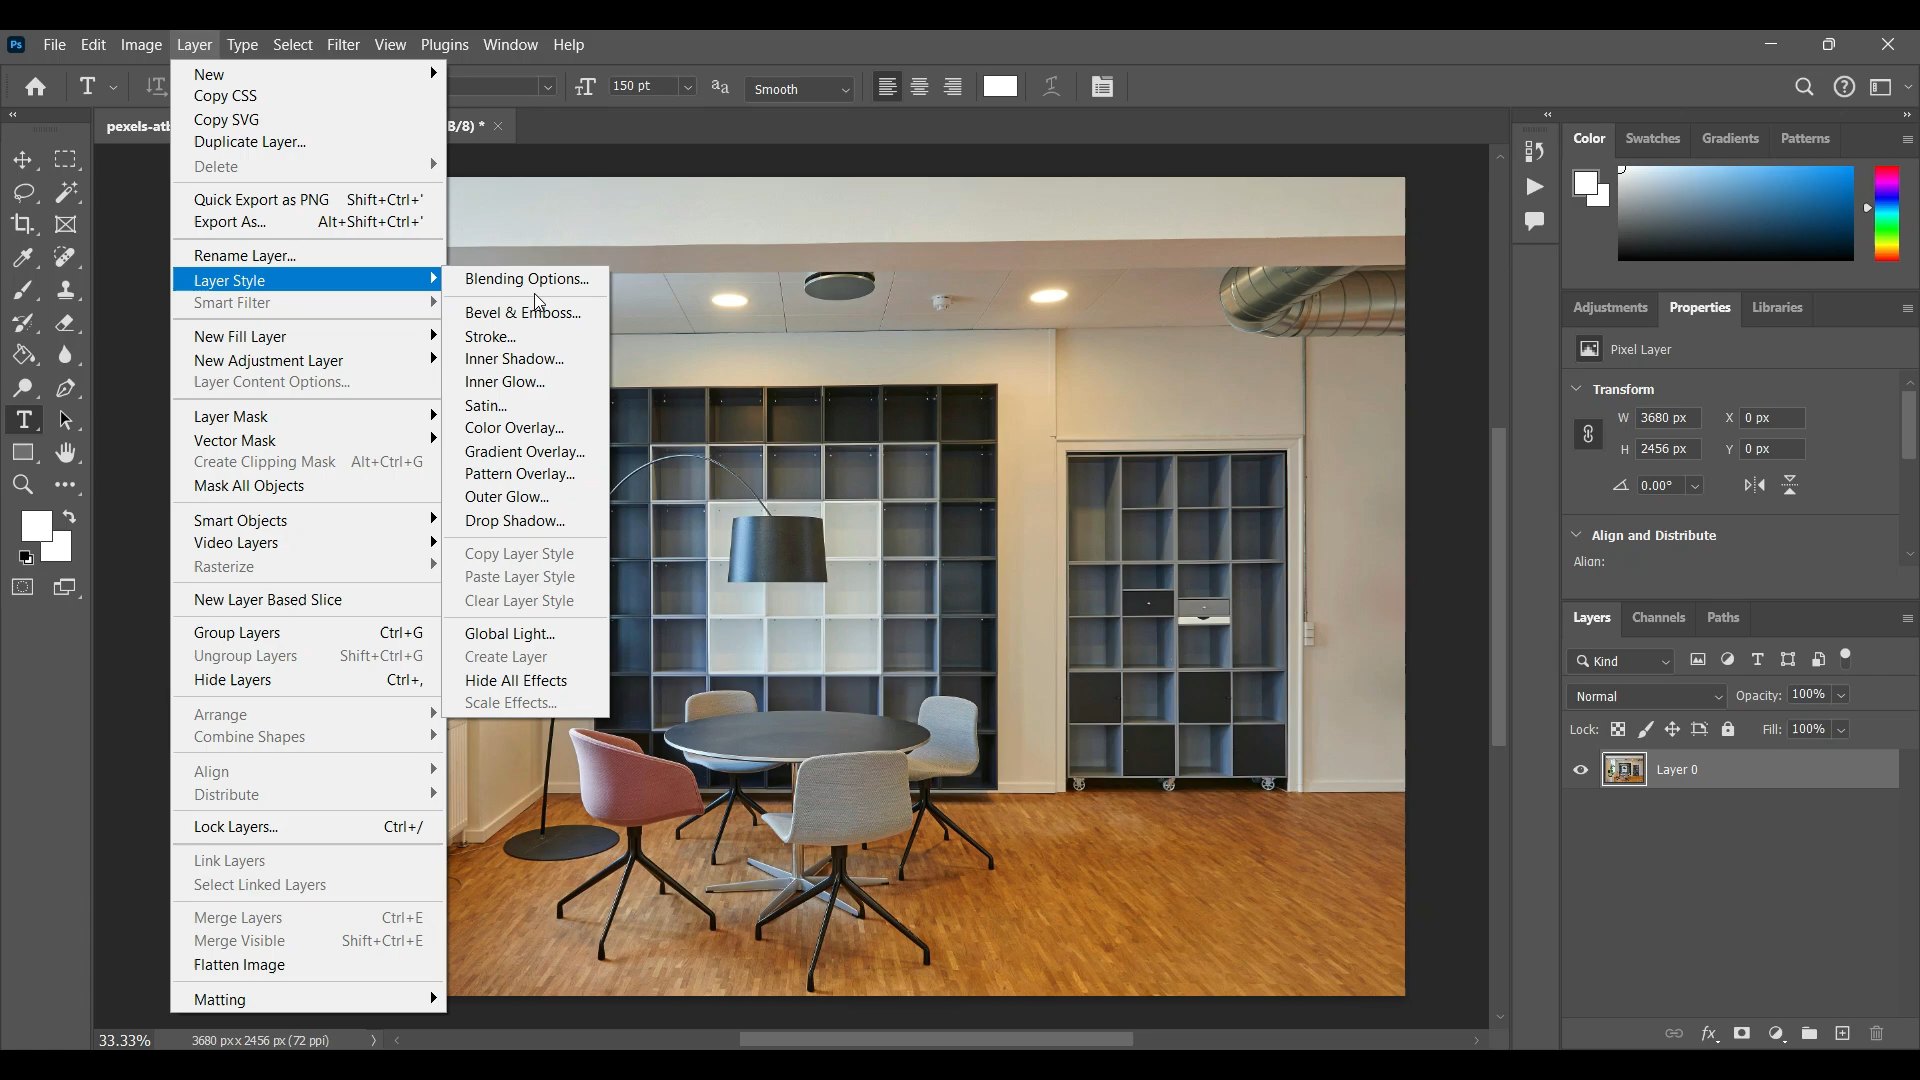 Ps File Edit Image Layer Type Select Filter View Plugins Window Help
T 150 pt aa Smooth
pexels-at B/8) *
New
Copy CSS
Copy SVG
Duplicate Layer...
Delete
Quick Export as PNG Shift+Ctrl+'
Export As... Alt+Shift+Ctrl+'
Rename Layer...
Layer Style
Smart Filter
New Fill Layer
New Adjustment Layer
Layer Content Options...
Layer Mask
Vector Mask
Create Clipping Mask Alt+Ctrl+G
Mask All Objects
Smart Objects
Video Layers
Rasterize
New Layer Based Slice
Group Layers Ctrl+G
Ungroup Layers Shift+Ctrl+G
Hide Layers Ctrl+,
Arrange
Combine Shapes
Align
Distribute
Lock Layers... Ctrl+/
Link Layers
Select Linked Layers
Merge Layers Ctrl+E
Merge Visible Shift+Ctrl+E
Flatten Image
Matting
Blending Options...
Bevel & Emboss...
Stroke...
Inner Shadow...
Inner Glow...
Satin...
Color Overlay...
Gradient Overlay...
Pattern Overlay...
Outer Glow...
Drop Shadow...
Copy Layer Style
Paste Layer Style
Clear Layer Style
Global Light...
Create Layer
Hide All Effects
Scale Effects...
Color Swatches Gradients Patterns
Adjustments Properties Libraries
Pixel Layer
Transform
W 3680 px X 0 px
H 2456 px Y 0 px
0.00°
Align and Distribute
Align:
Layers Channels Paths
Kind
Normal Opacity: 100%
Lock: Fill: 100%
Layer 0
fx
33.33% 3680 px x 2456 px (72 ppi)